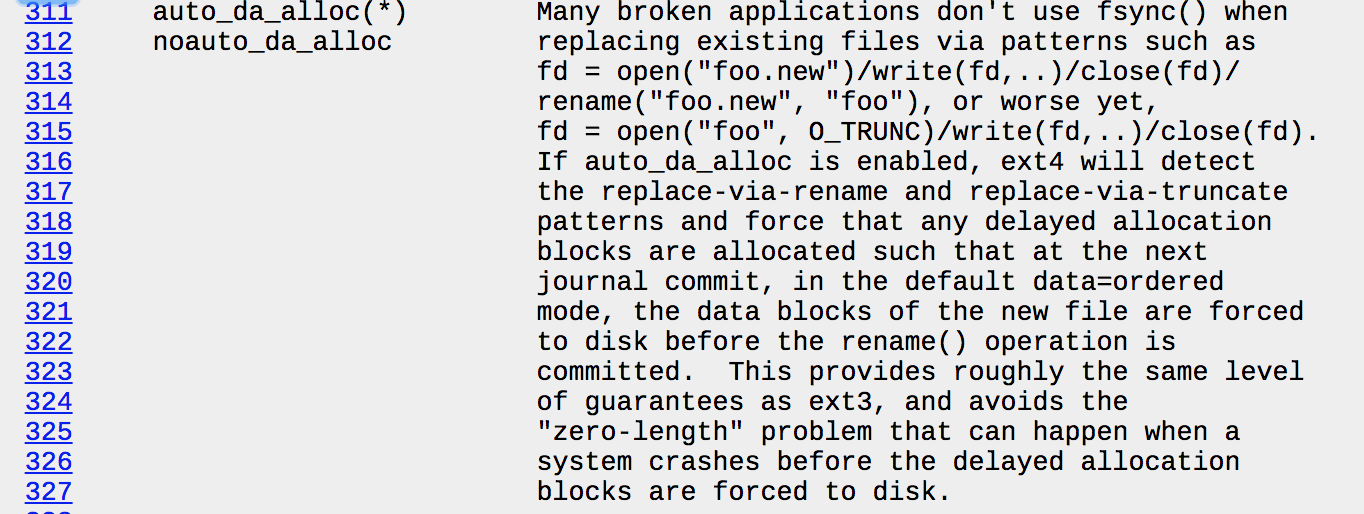 311 auto_da_alloc(*) Many broken applications don't use fsync() when
312 noauto_da_alloc replacing existing files via patterns such as
313 fd = open("foo.new")/write(fd,..)/close(fd)/
314 rename("foo.new", "foo"), or worse yet,
315 fd = open("foo", O_TRUNC)/write(fd,..)/close(fd).
316 If auto_da_alloc is enabled, ext4 will detect
317 the replace-via-rename and replace-via-truncate
318 patterns and force that any delayed allocation
319 blocks are allocated such that at the next
320 journal commit, in the default data=ordered
321 mode, the data blocks of the new file are forced
322 to disk before the rename() operation is
323 committed.  This provides roughly the same level
324 of guarantees as ext3, and avoids the
325 "zero-length" problem that can happen when a
326 system crashes before the delayed allocation
327 blocks are forced to disk.